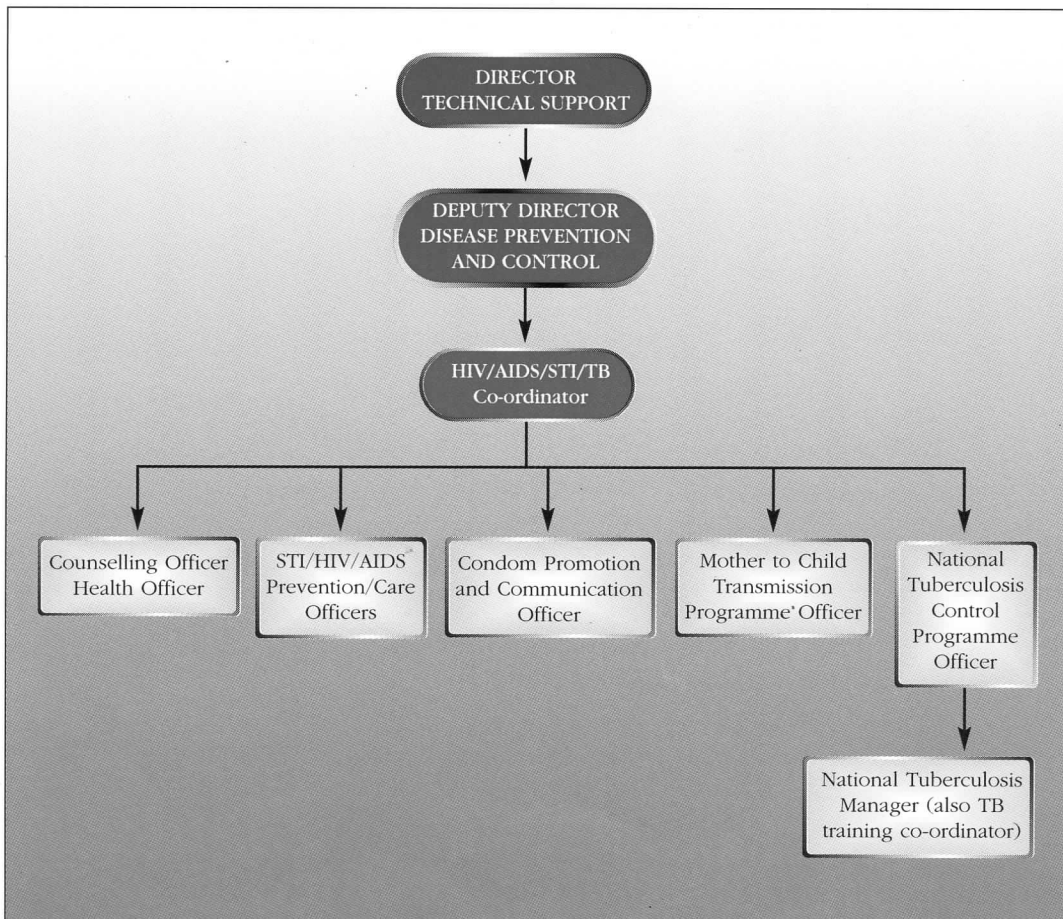 DIRECTOR
TECHNICAL SUPPORT
DEPUTY DIRECTOR
DISEASE PREVENTION
AND CONTROL
HIV/AIDS/STI/TB
Co-ordinator
Counselling Officer
Health Officer
STI/HIV/AIDS
Prevention/Care
Officers
Condom Promotion
and Communication
Officer
Mother to Child
Transmission
Programme* Officer
National
Tuberculosis
Control
Programme
Officer
National Tuberculosis
Manager (also TB
training co-ordinator)